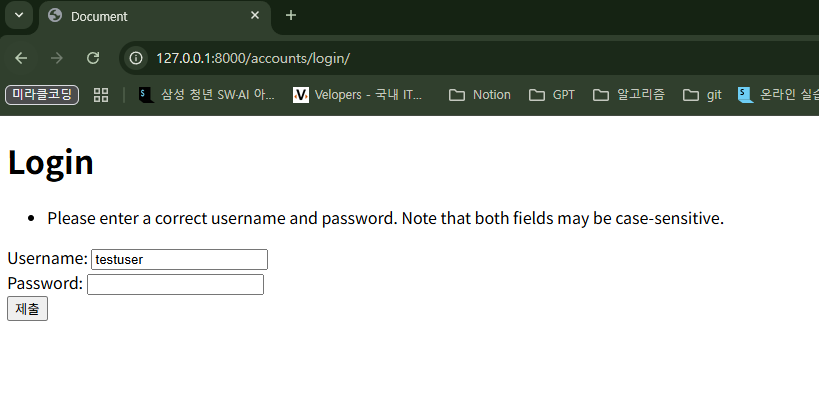 Document
127.0.0.1:8000/accounts/login/
미라클코딩 삼성 청년 SW·AI 아... Velopers - 국내 IT... Notion GPT 알고리즘 git 온라인 실습
Login
Please enter a correct username and password. Note that both fields may be case-sensitive.
Username: testuser
Password:
제출